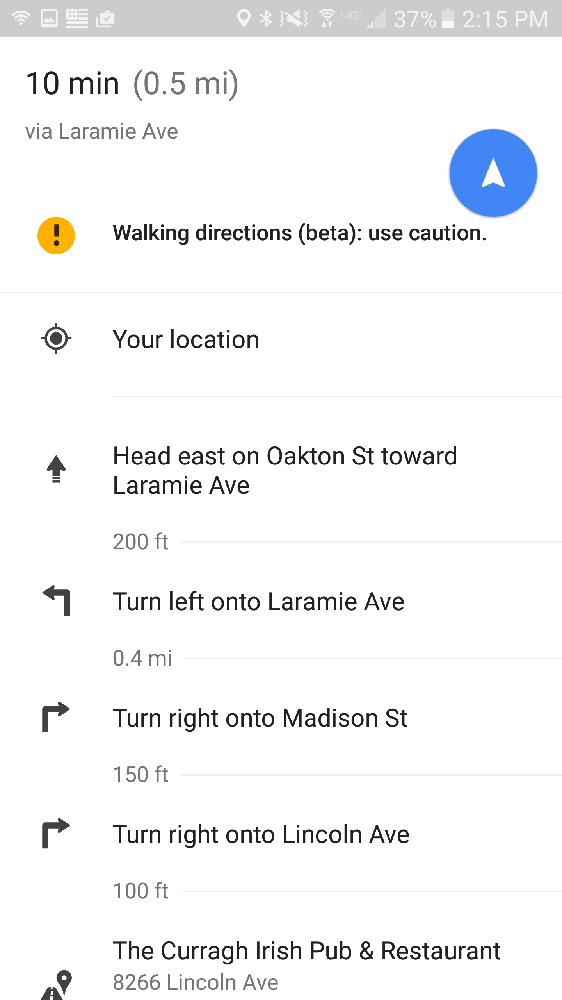 4G LTE 37% 2:15 PM
10 min (0.5 mi)
via Laramie Ave
Walking directions (beta): use caution.
Your location
Head east on Oakton St toward
Laramie Ave
200 ft
Turn left onto Laramie Ave
0.4 mi
Turn right onto Madison St
150 ft
Turn right onto Lincoln Ave
100 ft
The Curragh Irish Pub & Restaurant
8266 Lincoln Ave